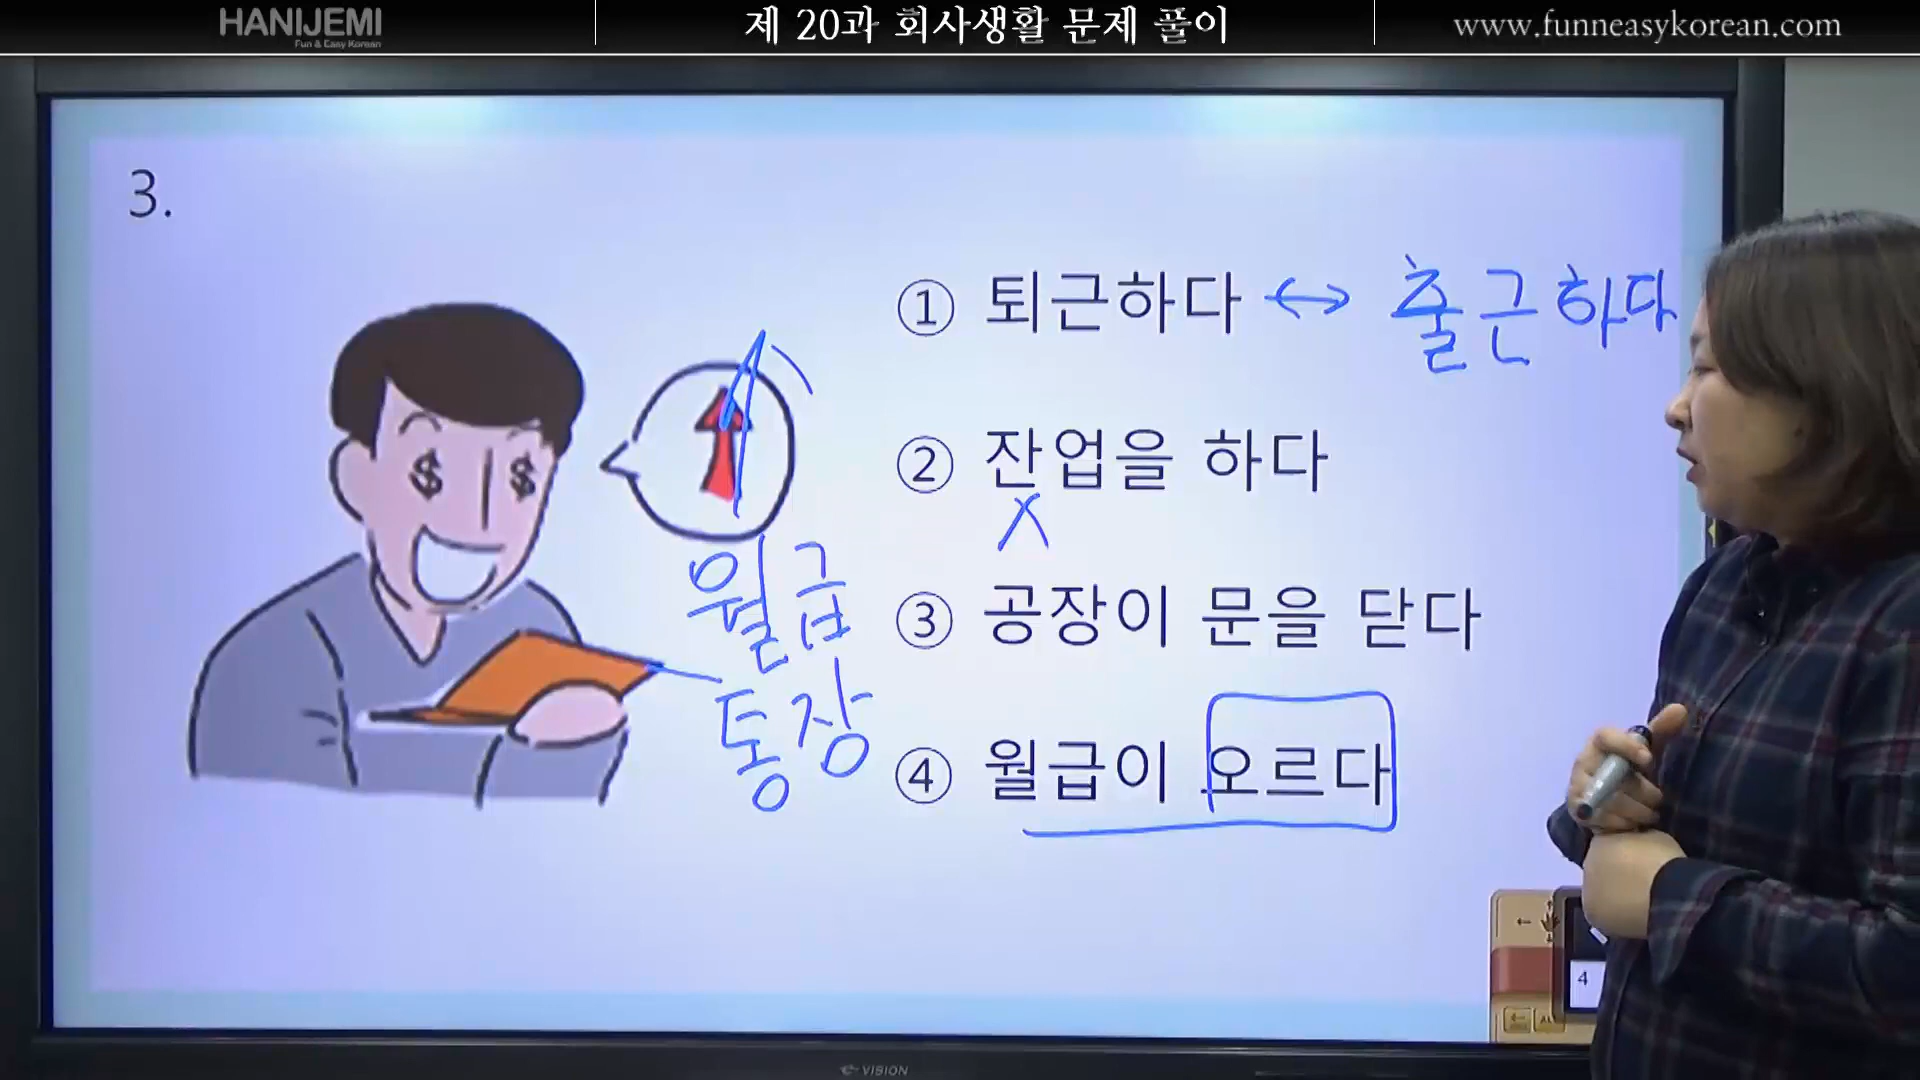 HANIJEMI
Fun & Easy Korean
제 20과 회사생활 문제 풀이
www.funneasykorean.com
3.
① 퇴근하다 ↔ 출근하다
② 잔업을 하다
X
③ 공장이 문을 닫다
④ 월급이 오르다
$ $
월급
통장
4
VISION